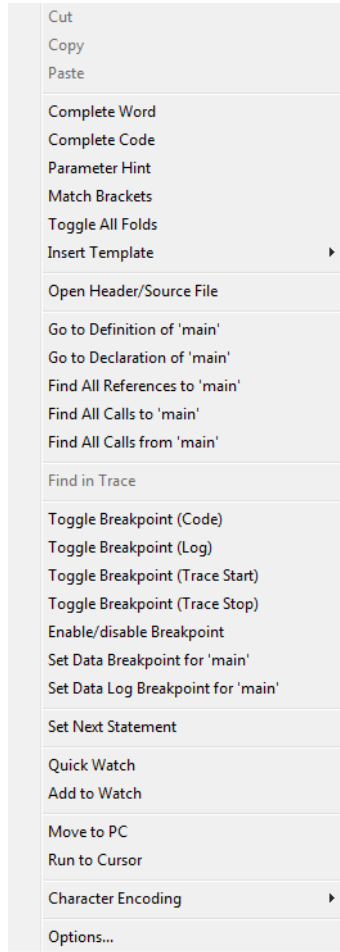 Cut
Copy
Paste
Complete Word
Complete Code
Parameter Hint
Match Brackets
Toggle All Folds
Insert Template
Open Header/Source File
Go to Definition of 'main'
Go to Declaration of 'main'
Find All References to 'main'
Find All Calls to 'main'
Find All Calls from 'main'
Find in Trace
Toggle Breakpoint (Code)
Toggle Breakpoint (Log)
Toggle Breakpoint (Trace Start)
Toggle Breakpoint (Trace Stop)
Enable/disable Breakpoint
Set Data Breakpoint for 'main'
Set Data Log Breakpoint for 'main'
Set Next Statement
Quick Watch
Add to Watch
Move to PC
Run to Cursor
Character Encoding
Options...